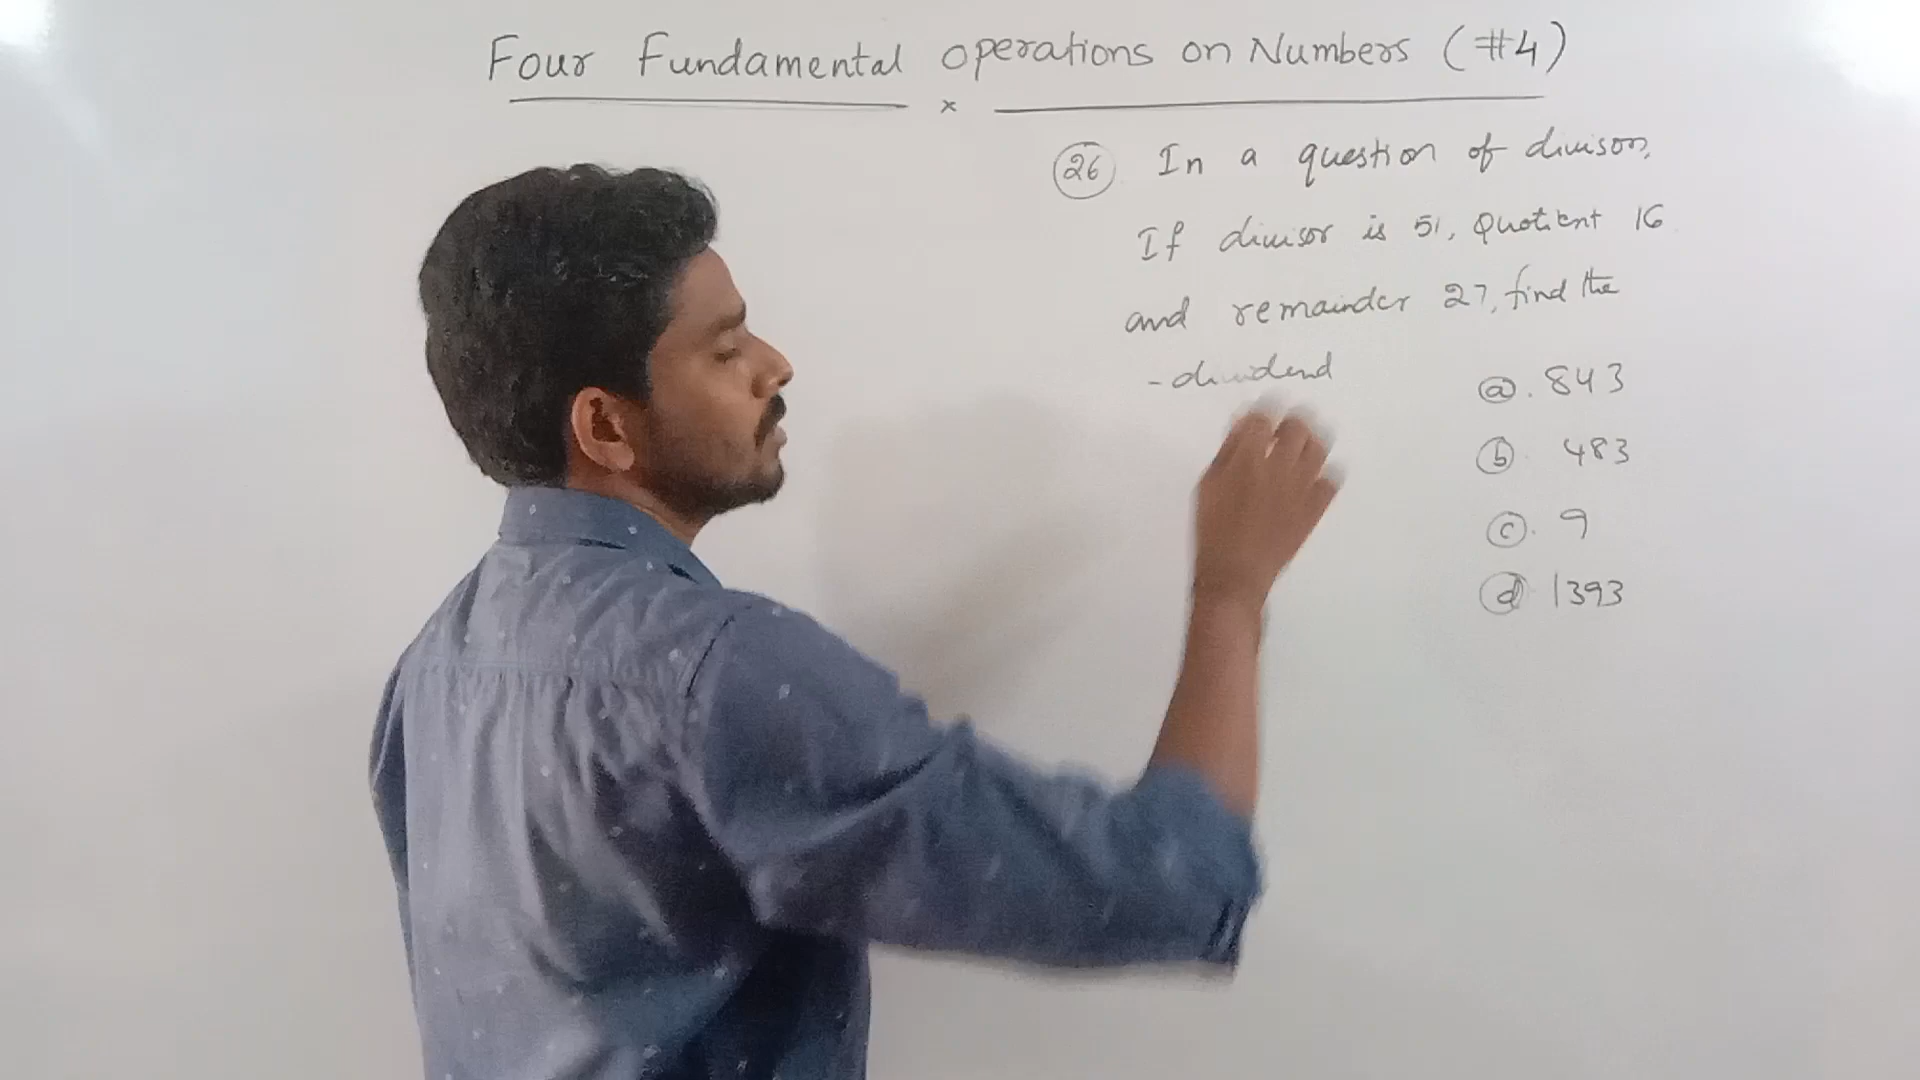 Four Fundamental Operations on Numbers (#4)
x
26 In a question of divison,
If divisor is 51, Quotient 16
and remainder 27, find the
- dividend
a. 843
b. 483
c. 9
d 1393